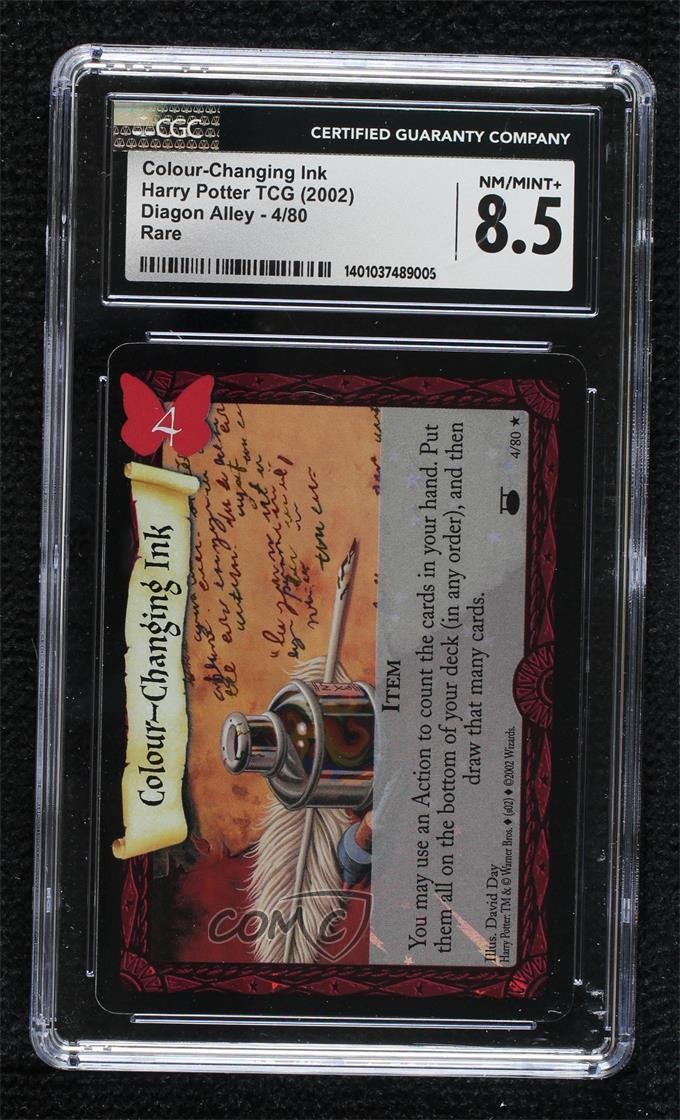 CGC
CERTIFIED GUARANTY COMPANY
Colour-Changing Ink
Harry Potter TCG (2002)
Diagon Alley - 4/80
Rare
NM/MINT+
8.5
1401037489005
4
Colour-Changing Ink
ITEM
You may use an Action to count the cards in your hand. Put
them all on the bottom of your deck (in any order), and then
draw that many cards.
Illus. David Day
Harry Potter: TM & © Warner Bros. ♦ (s02) ♦ ©2002 Wizards.
4/80 ★
COMC